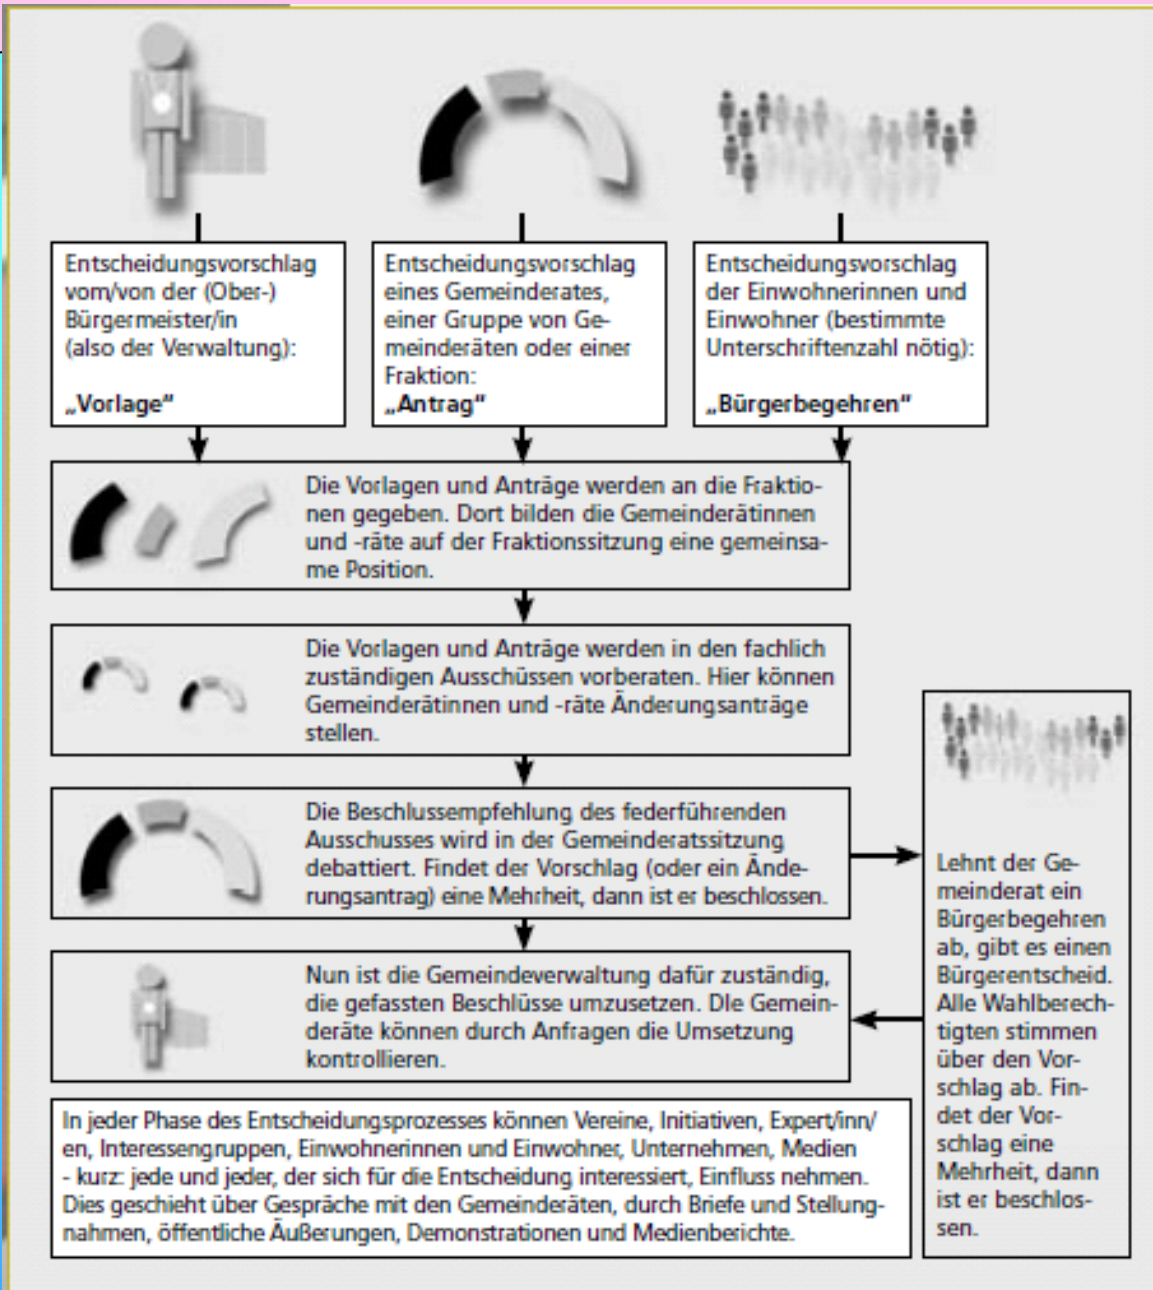 Entscheidungsvorschlag
vom/von der (Ober-)
Bürgermeister/in
(also der Verwaltung):
„Vorlage“
Entscheidungsvorschlag
eines Gemeinderates,
einer Gruppe von Ge-
meinderäten oder einer
Fraktion:
„Antrag“
Entscheidungsvorschlag
der Einwohnerinnen und
Einwohner (bestimmte
Unterschriftenzahl nötig):
„Bürgerbegehren“
Die Vorlagen und Anträge werden an die Fraktio-
nen gegeben. Dort bilden die Gemeinderätinnen
und -räte auf der Fraktionssitzung eine gemeinsa-
me Position.
Die Vorlagen und Anträge werden in den fachlich
zuständigen Ausschüssen vorberaten. Hier können
Gemeinderätinnen und -räte Änderungsanträge
stellen.
Die Beschlussempfehlung des federführenden
Ausschusses wird in der Gemeinderatssitzung
debattiert. Findet der Vorschlag (oder ein Ände-
rungsantrag) eine Mehrheit, dann ist er beschlossen.
Lehnt der Ge-
meinderat ein
Bürgerbegehren
ab, gibt es einen
Bürgerentscheid.
Alle Wahlberech-
tigten stimmen
über den Vor-
schlag ab. Fin-
det der Vor-
schlag eine
Mehrheit, dann
ist er beschlos-
sen.
Nun ist die Gemeindeverwaltung dafür zuständig,
die gefassten Beschlüsse umzusetzen. DIe Gemein-
deräte können durch Anfragen die Umsetzung
kontrollieren.
In jeder Phase des Entscheidungsprozesses können Vereine, Initiativen, Expert/inn/
en, Interessengruppen, Einwohnerinnen und Einwohner, Unternehmen, Medien
- kurz: jede und jeder, der sich für die Entscheidung interessiert, Einfluss nehmen.
Dies geschieht über Gespräche mit den Gemeinderäten, durch Briefe und Stellung-
nahmen, öffentliche Äußerungen, Demonstrationen und Medienberichte.